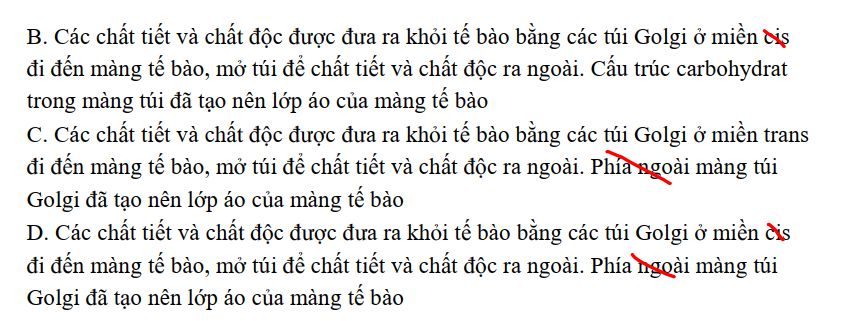 B. Các chất tiết và chất độc được đưa ra khỏi tế bào bằng các túi Golgi ở miền cis
đi đến màng tế bào, mở túi để chất tiết và chất độc ra ngoài. Cấu trúc carbohydrat
trong màng túi đã tạo nên lớp áo của màng tế bào
C. Các chất tiết và chất độc được đưa ra khỏi tế bào bằng các túi Golgi ở miền trans
đi đến màng tế bào, mở túi để chất tiết và chất độc ra ngoài. Phía ngoài màng túi
Golgi đã tạo nên lớp áo của màng tế bào
D. Các chất tiết và chất độc được đưa ra khỏi tế bào bằng các túi Golgi ở miền cis
đi đến màng tế bào, mở túi để chất tiết và chất độc ra ngoài. Phía ngoài màng túi
Golgi đã tạo nên lớp áo của màng tế bào